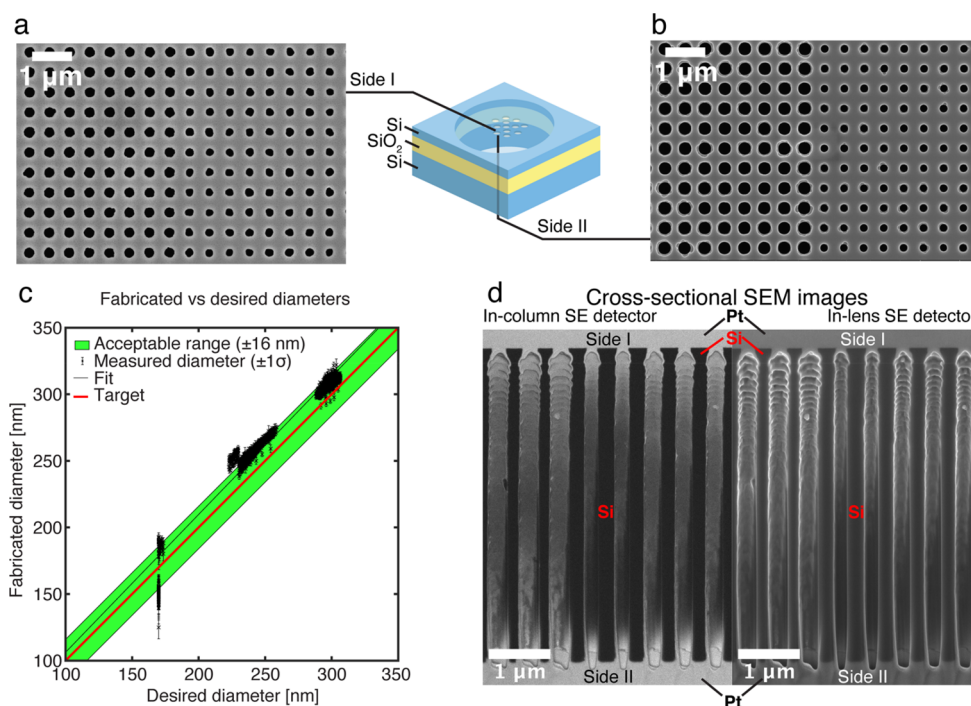 a
1 µm
Side I
Si
SiO2
Si
Side II
b
1 µm
c
Fabricated vs desired diameters
Acceptable range (±16 nm)
Measured diameter (±1σ)
Fit
Target
350
300
250
200
150
100
Fabricated diameter [nm]
100 150 200 250 300 350
Desired diameter [nm]
d
Cross-sectional SEM images
In-column SE detector
Pt
In-lens SE detecto
Side I
Si
Side I
Si
Si
1 µm
Side II
1 µm
Side II
Pt